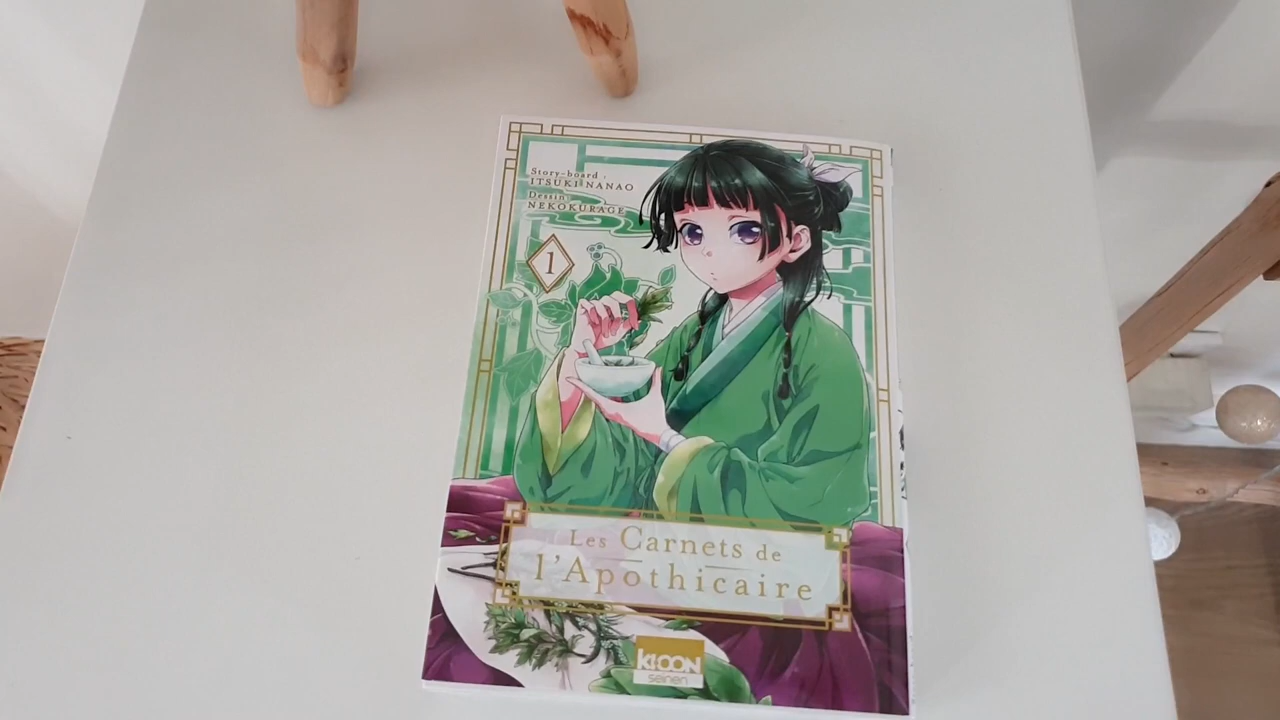 Story-board :
ITSUKI NANAO
Dessin :
NEKOKURAGE
1
Les Carnets de
l'Apothicaire
KI-OON
seinen